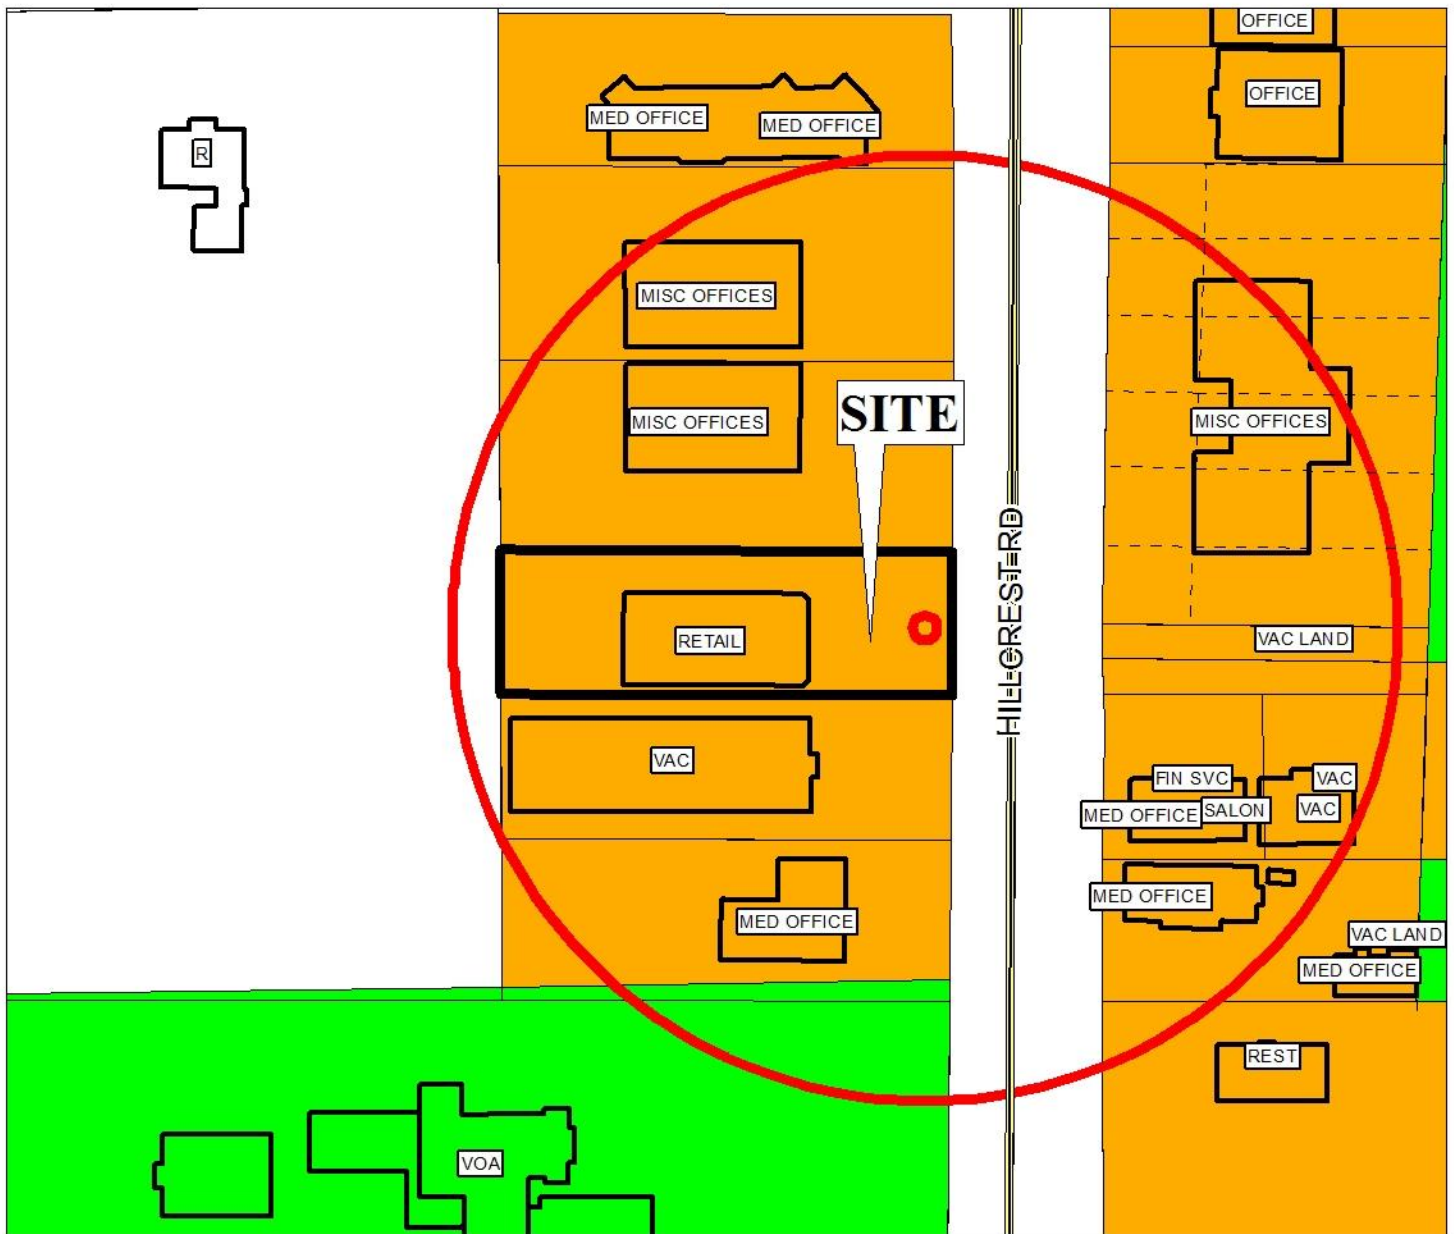 OFFICE
OFFICE
MED OFFICE
MED OFFICE
R
MISC OFFICES
MISC OFFICES
SITE
MISC OFFICES
HILLCREST RD
RETAIL
VAC LAND
VAC
FIN SVC
VAC
MED OFFICE
SALON
VAC
MED OFFICE
MED OFFICE
VAC LAND
MED OFFICE
REST
VOA